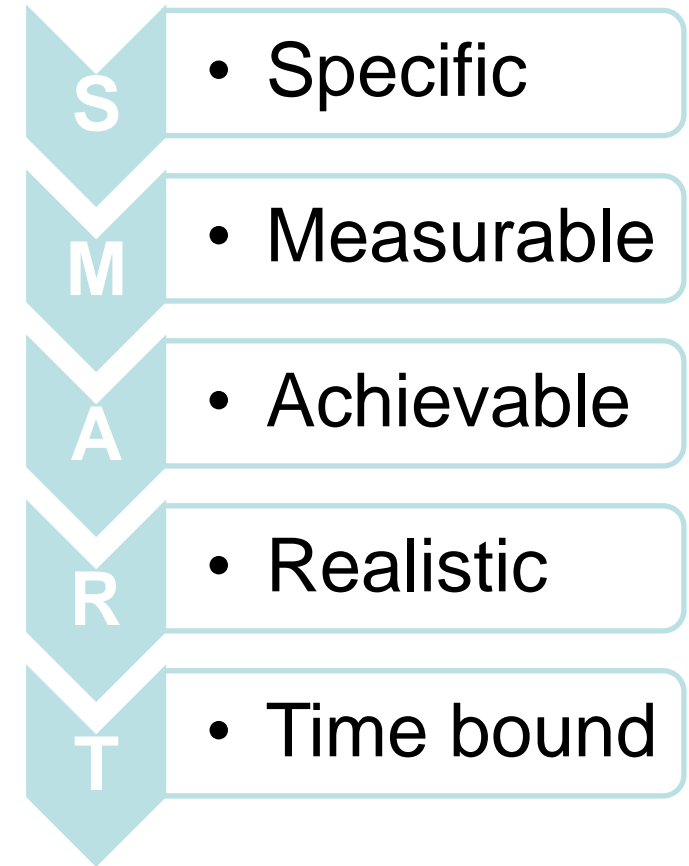 S
• Specific
M
• Measurable
A
• Achievable
R
• Realistic
T
• Time bound